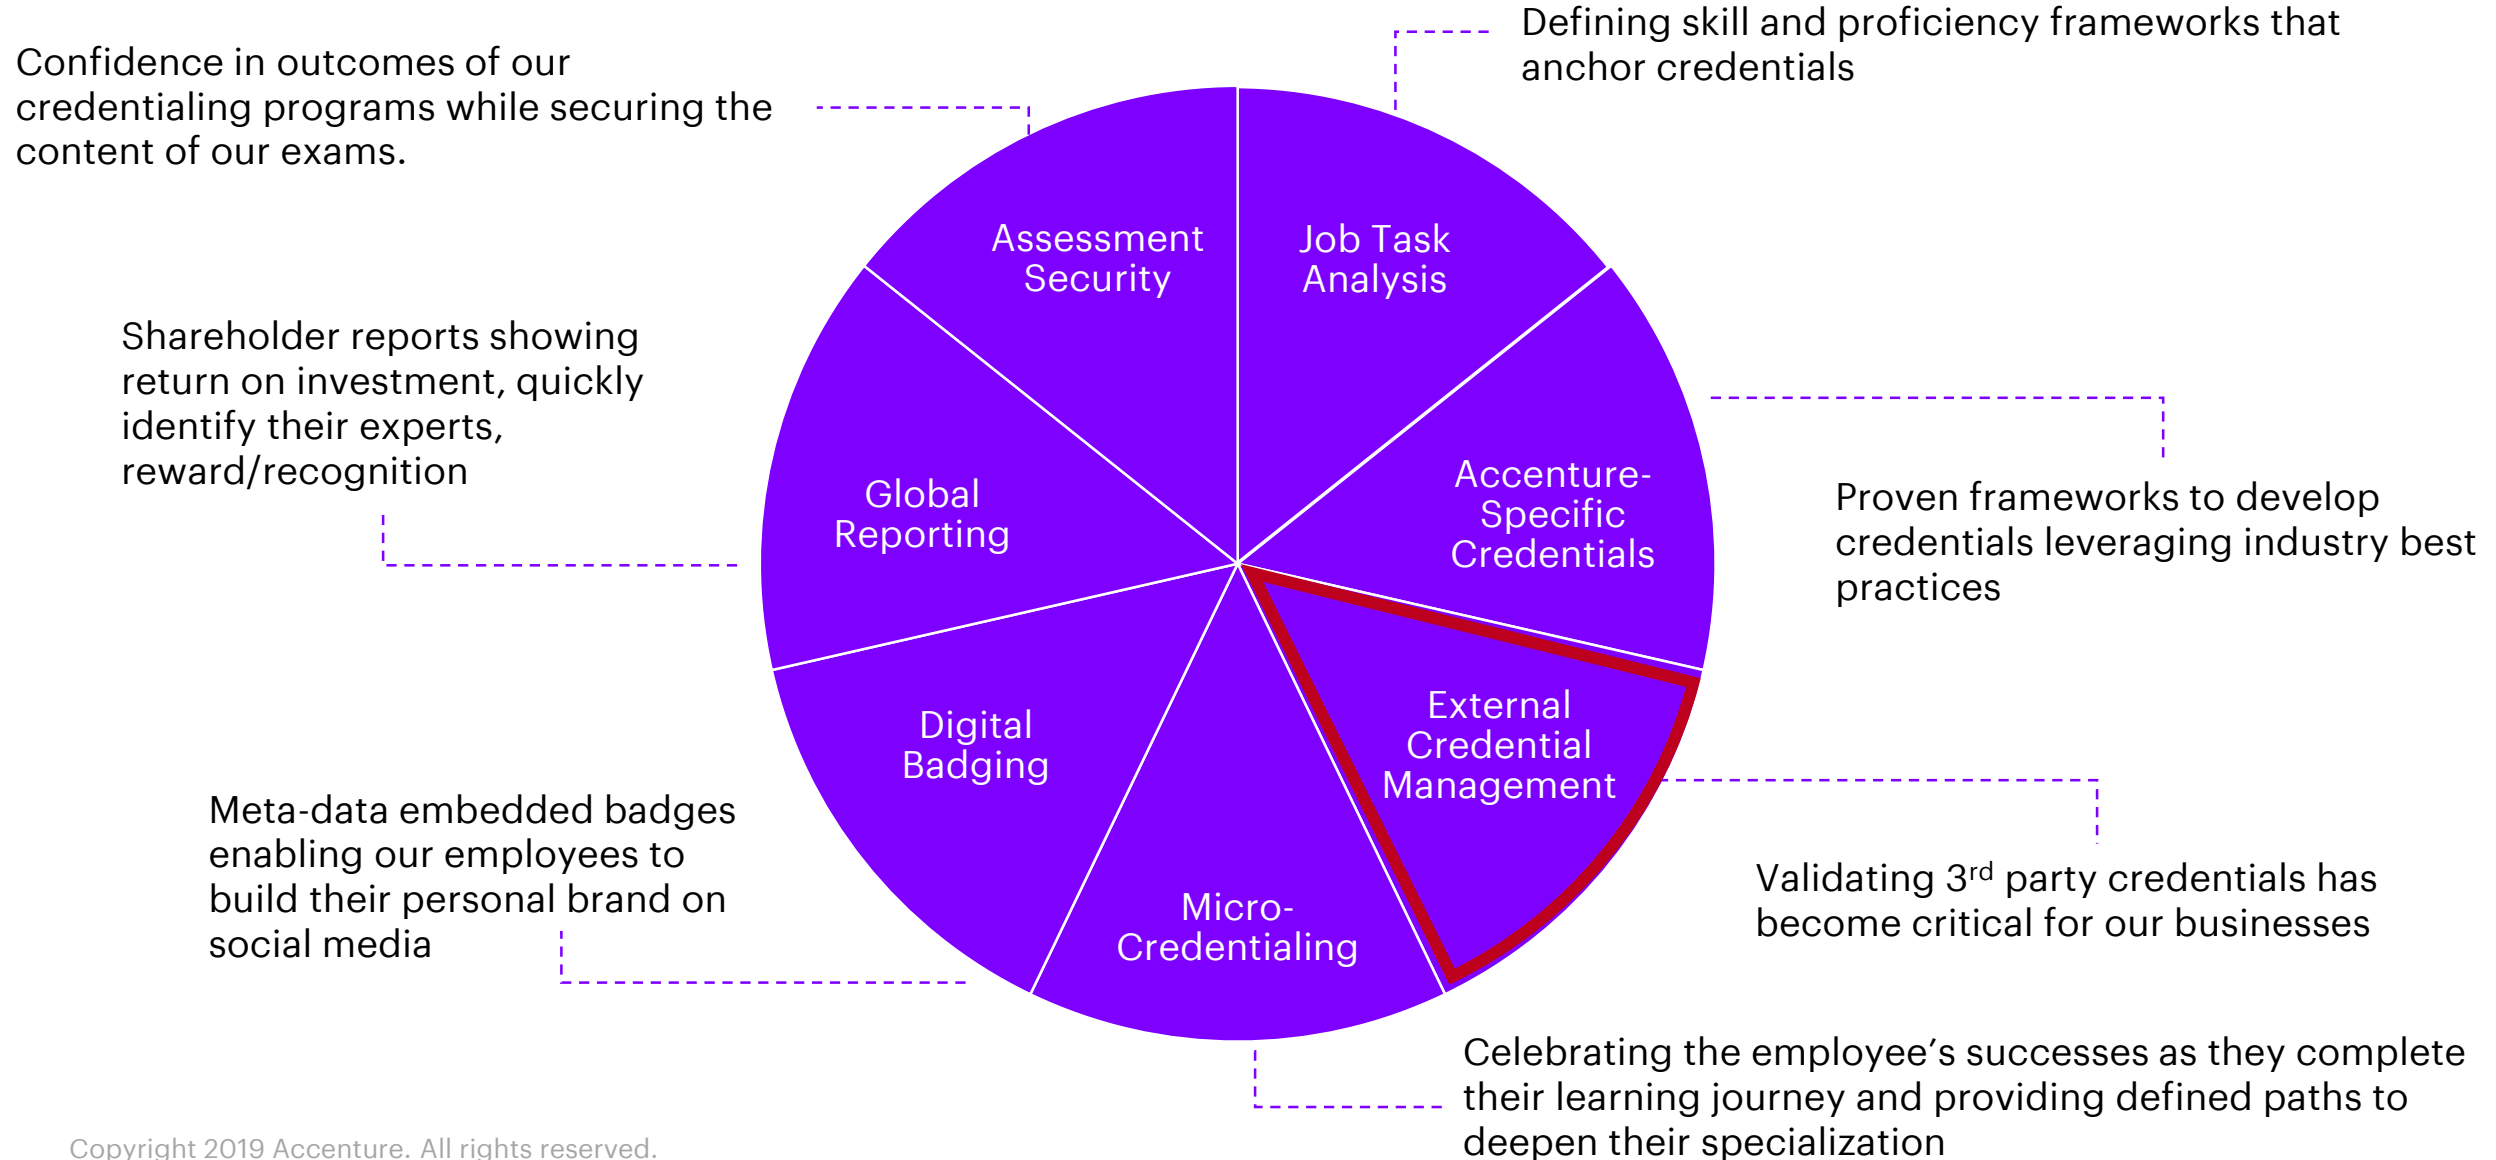 Defining skill and proficiency frameworks that
anchor credentials
Confidence in outcomes of our
credentialing programs while securing the
content of our exams.
Assessment
Security
Job Task
Analysis
Shareholder reports showing
return on investment, quickly
identify their experts,
reward/recognition
Global
Reporting
Accenture-
Specific
Credentials
Proven frameworks to develop
credentials leveraging industry best
practices
Digital
Badging
External
Credential
Management
Meta-data embedded badges
enabling our employees to
build their personal brand on
social media
Micro-
Credentialing
Validating 3rd party credentials has
become critical for our businesses
Celebrating the employee’s successes as they complete
their learning journey and providing defined paths to
deepen their specialization
Copyright 2019 Accenture. All rights reserved.